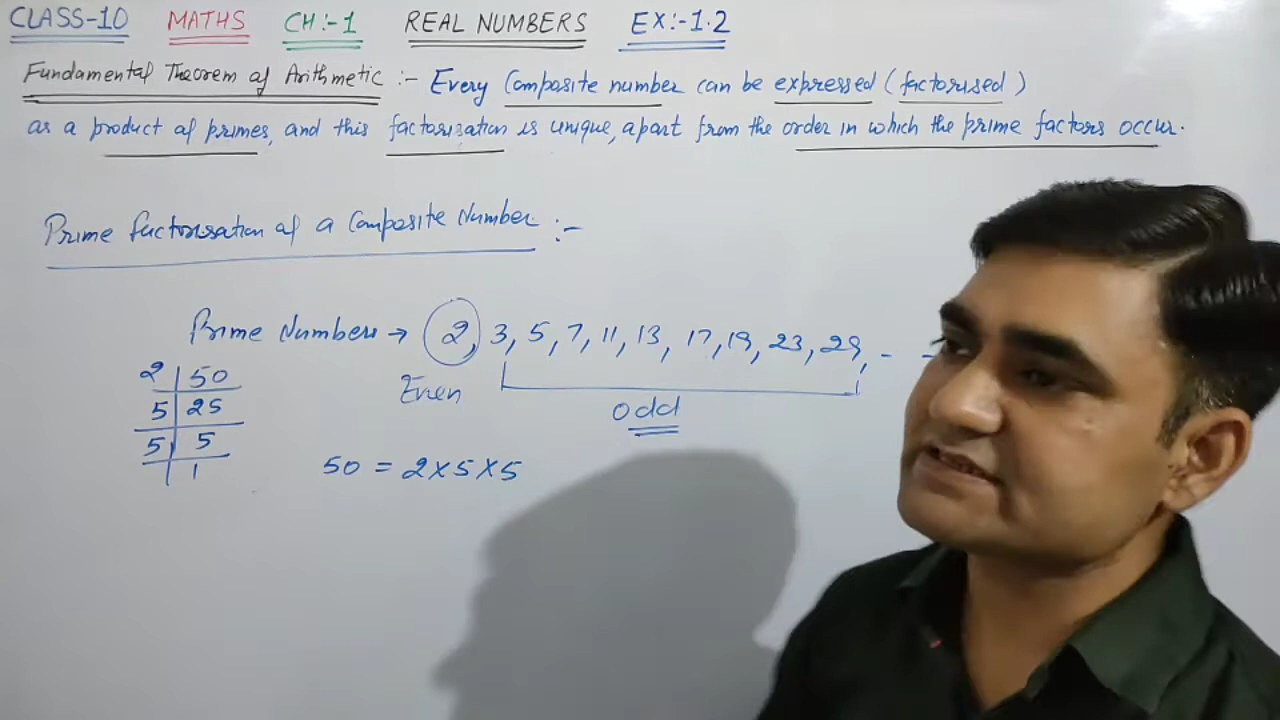 CLASS-10 MATHS CH:-1 REAL NUMBERS EX:-1.2
Fundamental Theorem of Arithmetic :- Every Composite number can be expressed (factorised)
as a product of primes, and this factorisation is unique, apart from the order in which the prime factors occur.
Prime factorisation of a Composite Number :-
Prime Numbers → 2, 3, 5, 7, 11, 13, 17, 19, 23, 29, - -
Even
odd
2 | 50
5 | 25
5 | 5
| 1
50 = 2×5×5